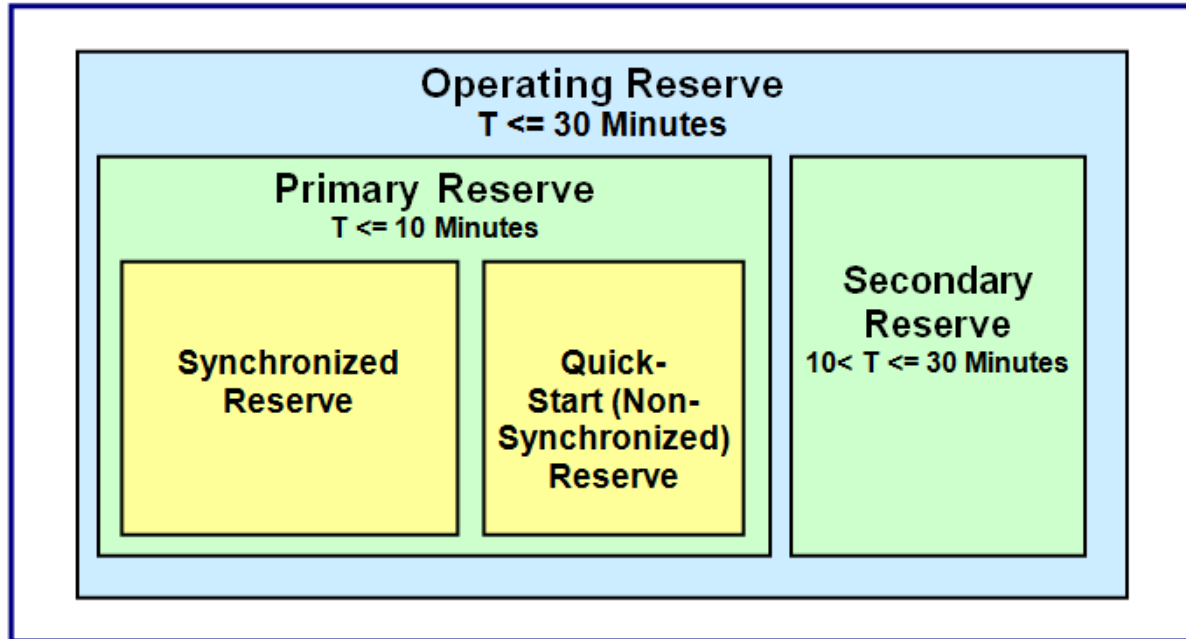 Operating Reserve
T <= 30 Minutes
Primary Reserve
T <= 10 Minutes
Synchronized
Reserve
Quick-
Start (Non-
Synchronized)
Reserve
Secondary
Reserve
10< T <= 30 Minutes